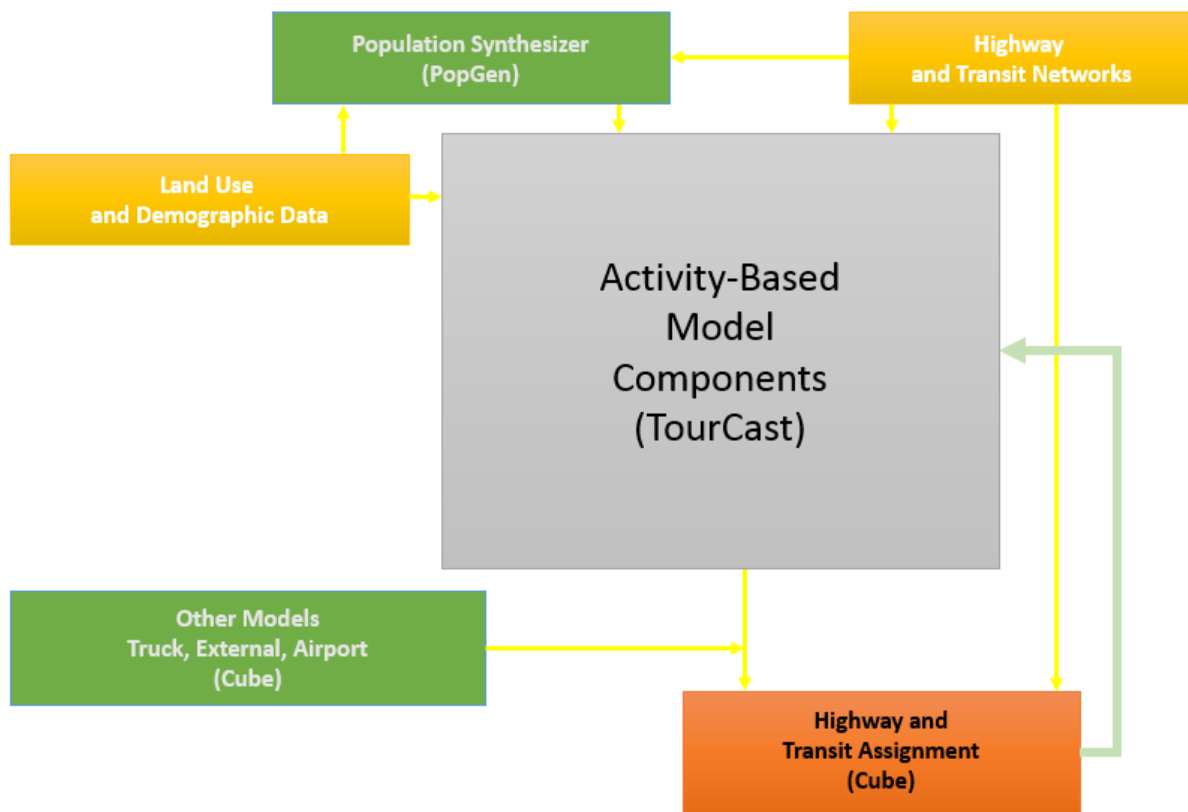 Population Synthesizer
(PopGen)
Highway
and Transit Networks
Land Use
and Demographic Data
Activity-Based
Model
Components
(TourCast)
Other Models
Truck, External, Airport
(Cube)
Highway and
Transit Assignment
(Cube)